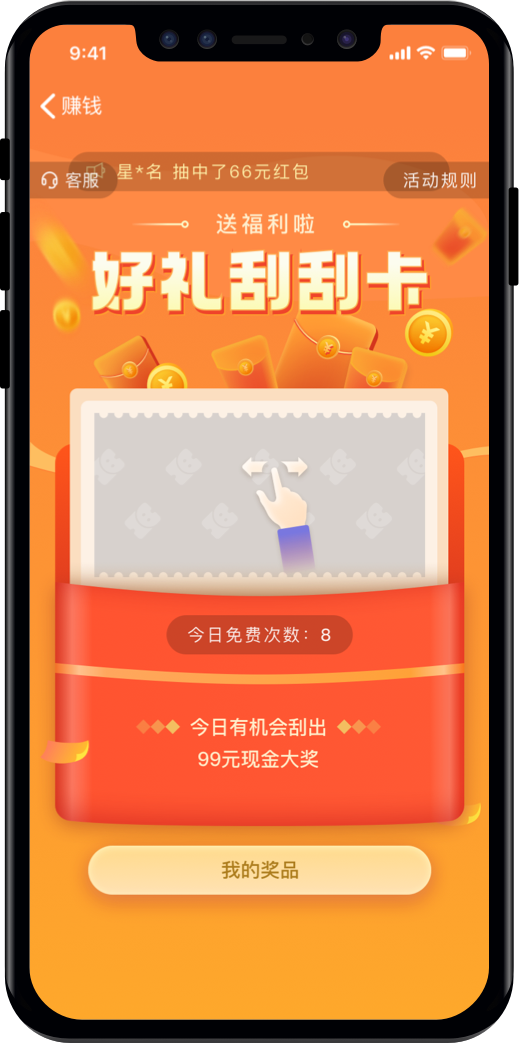 9:41
赚钱
星*名 抽中了66元红包
客服
活动规则
送福利啦
好礼刮刮卡
今日免费次数：8
今日有机会刮出
99元现金大奖
我的奖品